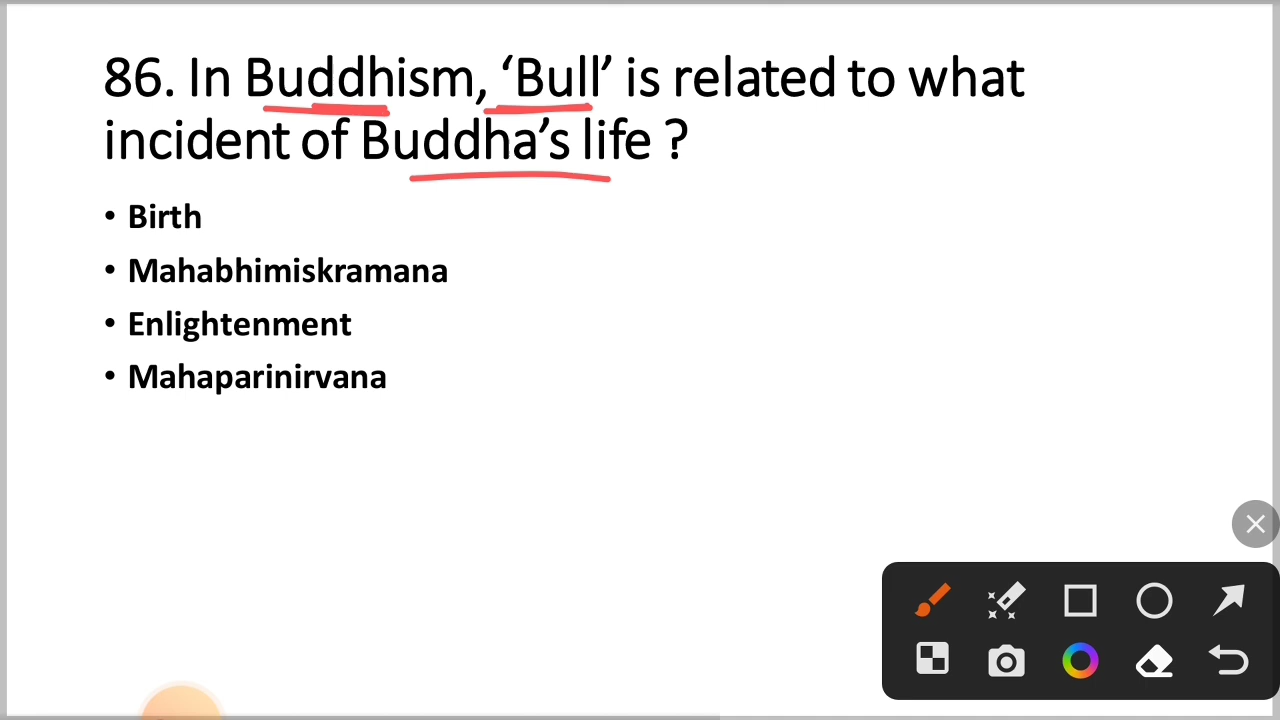 86. In Buddhism, ‘Bull’ is related to what
incident of Buddha’s life ?
• Birth
• Mahabhimiskramana
• Enlightenment
• Mahaparinirvana